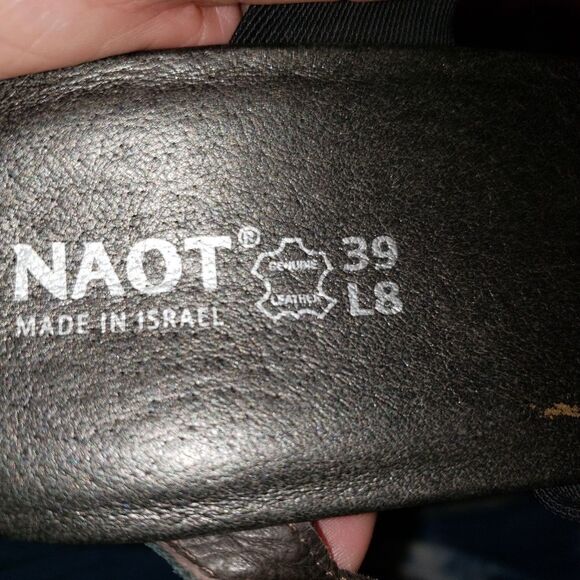 NAOT®
MADE IN ISRAEL
GENUINE
LEATHER
39
L8